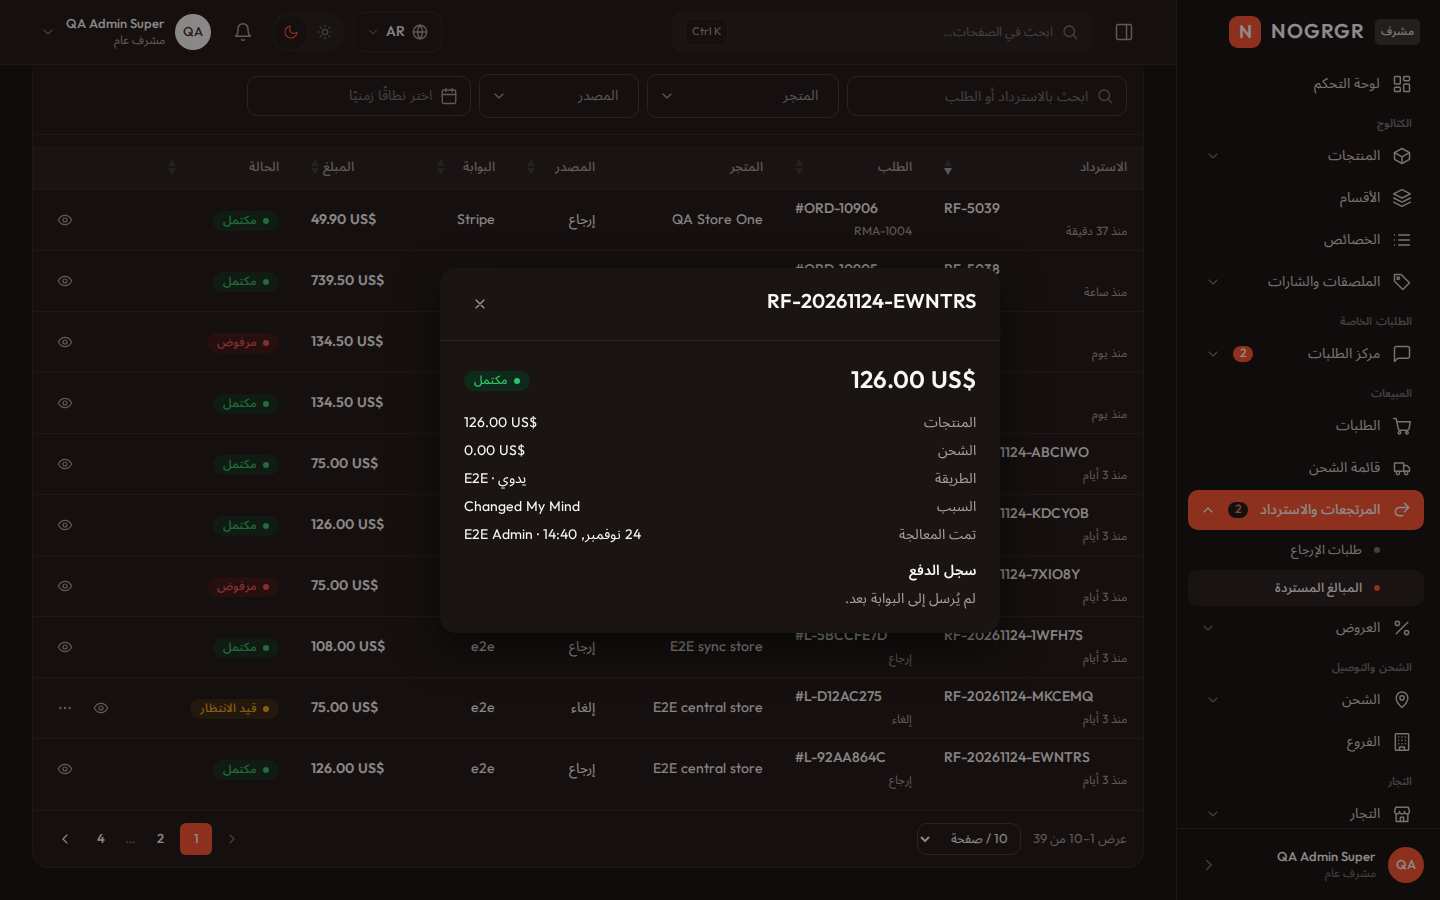 مشرف
NOGRGR N
لوحة التحكم
الكتالوج
المنتجات
الأقسام
الخصائص
الملصقات والشارات
الطلبات الخاصة
مركز الطلبات 2
المبيعات
الطلبات
قائمة الشحن
المرتجعات والاسترداد 2
طلبات الإرجاع
المبالغ المستردة
العروض
الشحن والتوصيل
الشحن
الفروع
التجار
التجار
QA QA Admin Super
مشرف عام
ابحث في الصفحات... Ctrl K
AR
QA QA Admin Super
مشرف عام
ابحث بالاسترداد أو الطلب
المتجر
المصدر
اختر نطاقًا زمنيًا
الاسترداد الطلب المتجر المصدر البوابة المبلغ الحالة
RF-5039 #ORD-10906 QA Store One إرجاع Stripe 49.90 US$ مكتمل
منذ 37 دقيقة RMA-1004
RF-5038 #ORD-10905 739.50 US$ مكتمل
منذ ساعة
134.50 US$ مرفوض
منذ يوم
134.50 US$ مكتمل
منذ يوم
1124-ABCIWO 75.00 US$ مكتمل
منذ 3 أيام
1124-KDCYOB 126.00 US$ مكتمل
منذ 3 أيام
1124-7XIO8Y 75.00 US$ مرفوض
منذ 3 أيام
RF-20261124-1WFH7S #L-5BCCFE7D E2E sync store إرجاع e2e 108.00 US$ مكتمل
منذ 3 أيام إرجاع
RF-20261124-MKCEMQ #L-D12AC275 E2E central store إلغاء e2e 75.00 US$ قيد الانتظار
منذ 3 أيام إلغاء
RF-20261124-EWNTRS #L-92AA864C E2E central store إرجاع e2e 126.00 US$ مكتمل
منذ 3 أيام إرجاع
عرض 1–10 من 39 10 / صفحة
1 2 … 4
RF-20261124-EWNTRS
126.00 US$ مكتمل
المنتجات 126.00 US$
الشحن 0.00 US$
الطريقة يدوي · E2E
السبب Changed My Mind
تمت المعالجة 24 نوفمبر, 14:40 · E2E Admin
سجل الدفع
لم يُرسل إلى البوابة بعد.